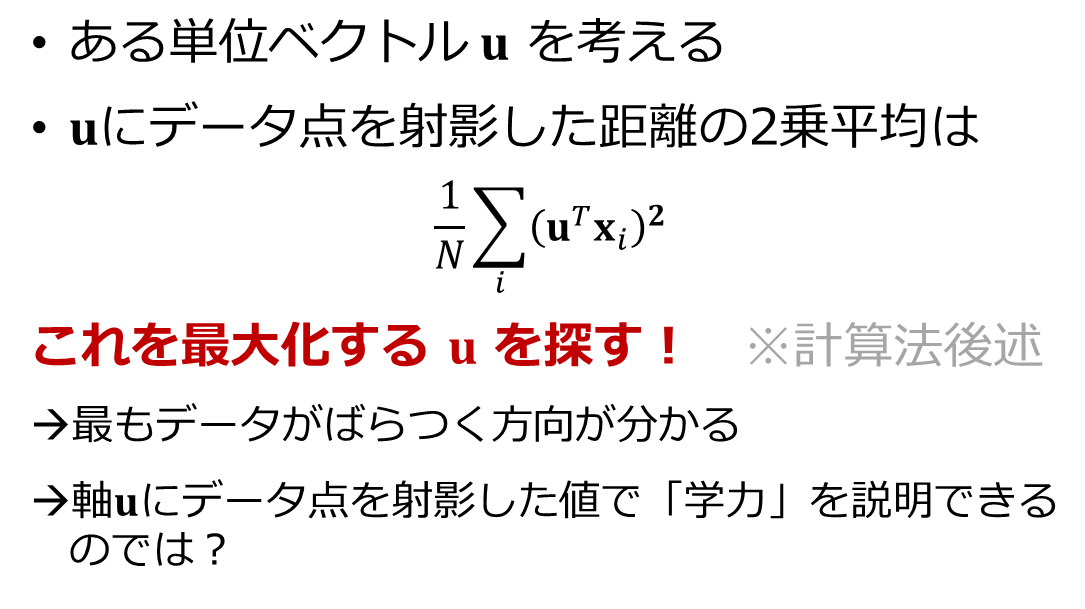 • ある単位ベクトル u を考える
• uにデータ点を射影した距離の2乗平均は
\frac{1}{N} \sum_{i} (\mathbf{u}^T \mathbf{x}_i)^2
これを最大化する u を探す！ ※計算法後述
→最もデータがばらつく方向が分かる
→軸uにデータ点を射影した値で「学力」を説明できる
のでは？